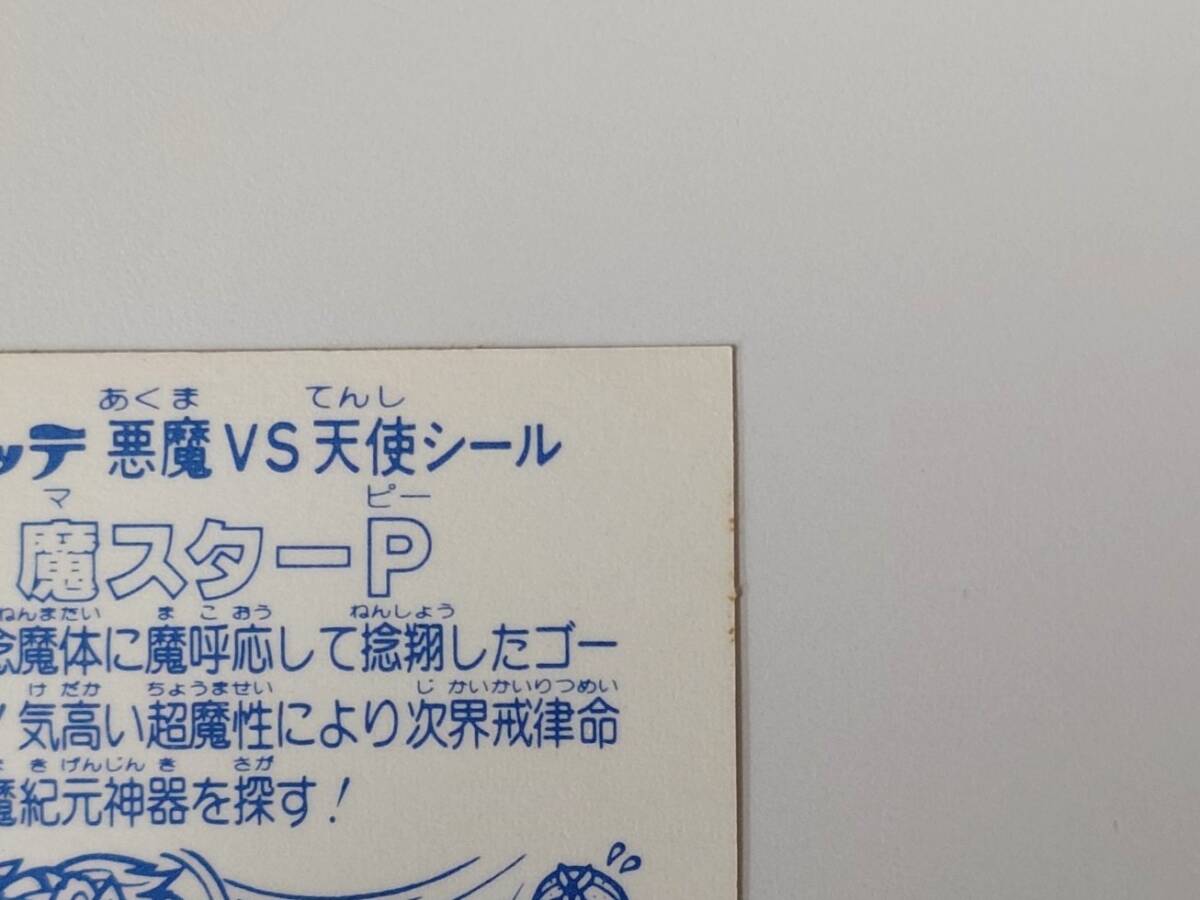 あくま てんし
ッテ 悪魔VS天使シール
マ ピー
魔スターP
ねんまたい ま こ おう ねんしょう
念魔体に魔呼応して捻翔したゴー
け だか ちょうませい じ かいかいりつめい
!気高い超魔性により次界戒律命
ま き げんじん き さが
魔紀元神器を探す!